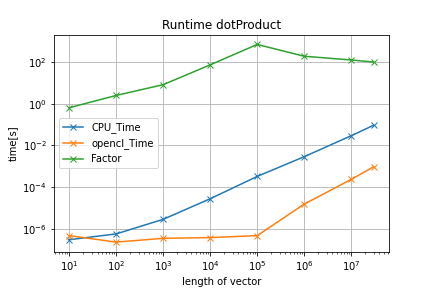 Runtime dotProduct
time[s]
10²
10⁰
10⁻²
10⁻⁴
10⁻⁶
CPU_Time
opencl_Time
Factor
10¹ 10² 10³ 10⁴ 10⁵ 10⁶ 10⁷
length of vector